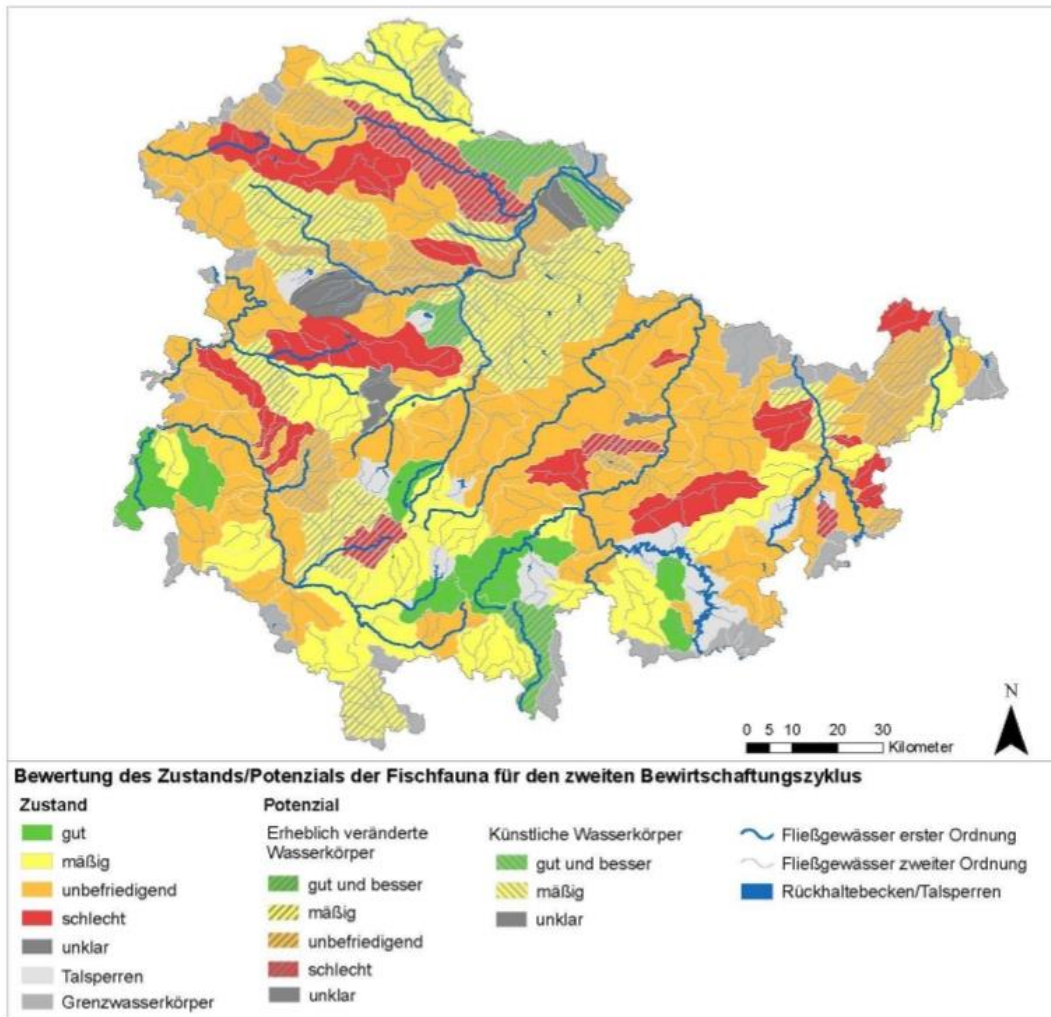 N
0 5 10 20 30
Kilometer
Bewertung des Zustands/Potenzials der Fischfauna für den zweiten Bewirtschaftungszyklus
Zustand
gut
mäßig
unbefriedigend
schlecht
unklar
Talsperren
Grenzwasserkörper
Potenzial
Erheblich veränderte
Wasserkörper
gut und besser
mäßig
unbefriedigend
schlecht
unklar
Künstliche Wasserkörper
gut und besser
mäßig
unklar
Fließgewässer erster Ordnung
Fließgewässer zweiter Ordnung
Rückhaltebecken/Talsperren